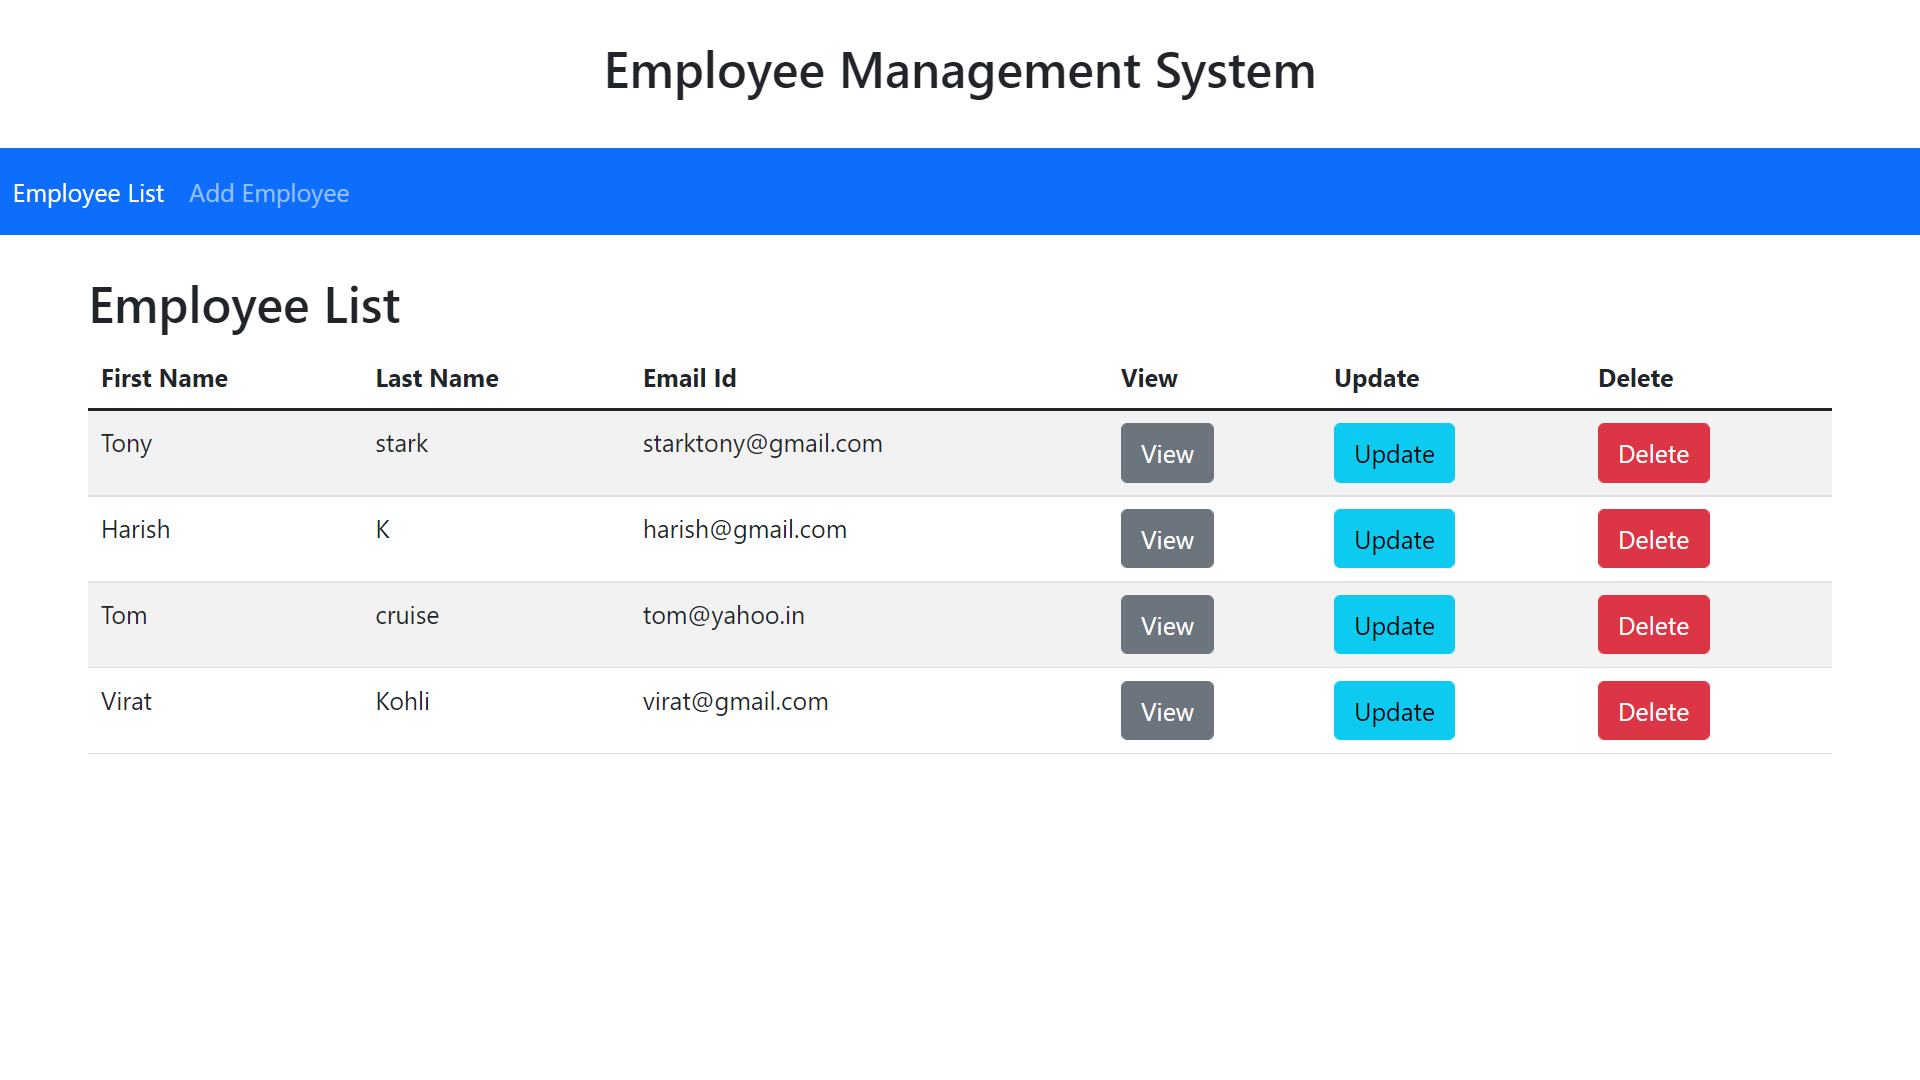 Employee Management System
Employee List Add Employee
Employee List
First Name Last Name Email Id View Update Delete
Tony stark starktony@gmail.com View Update Delete
Harish K harish@gmail.com View Update Delete
Tom cruise tom@yahoo.in View Update Delete
Virat Kohli virat@gmail.com View Update Delete